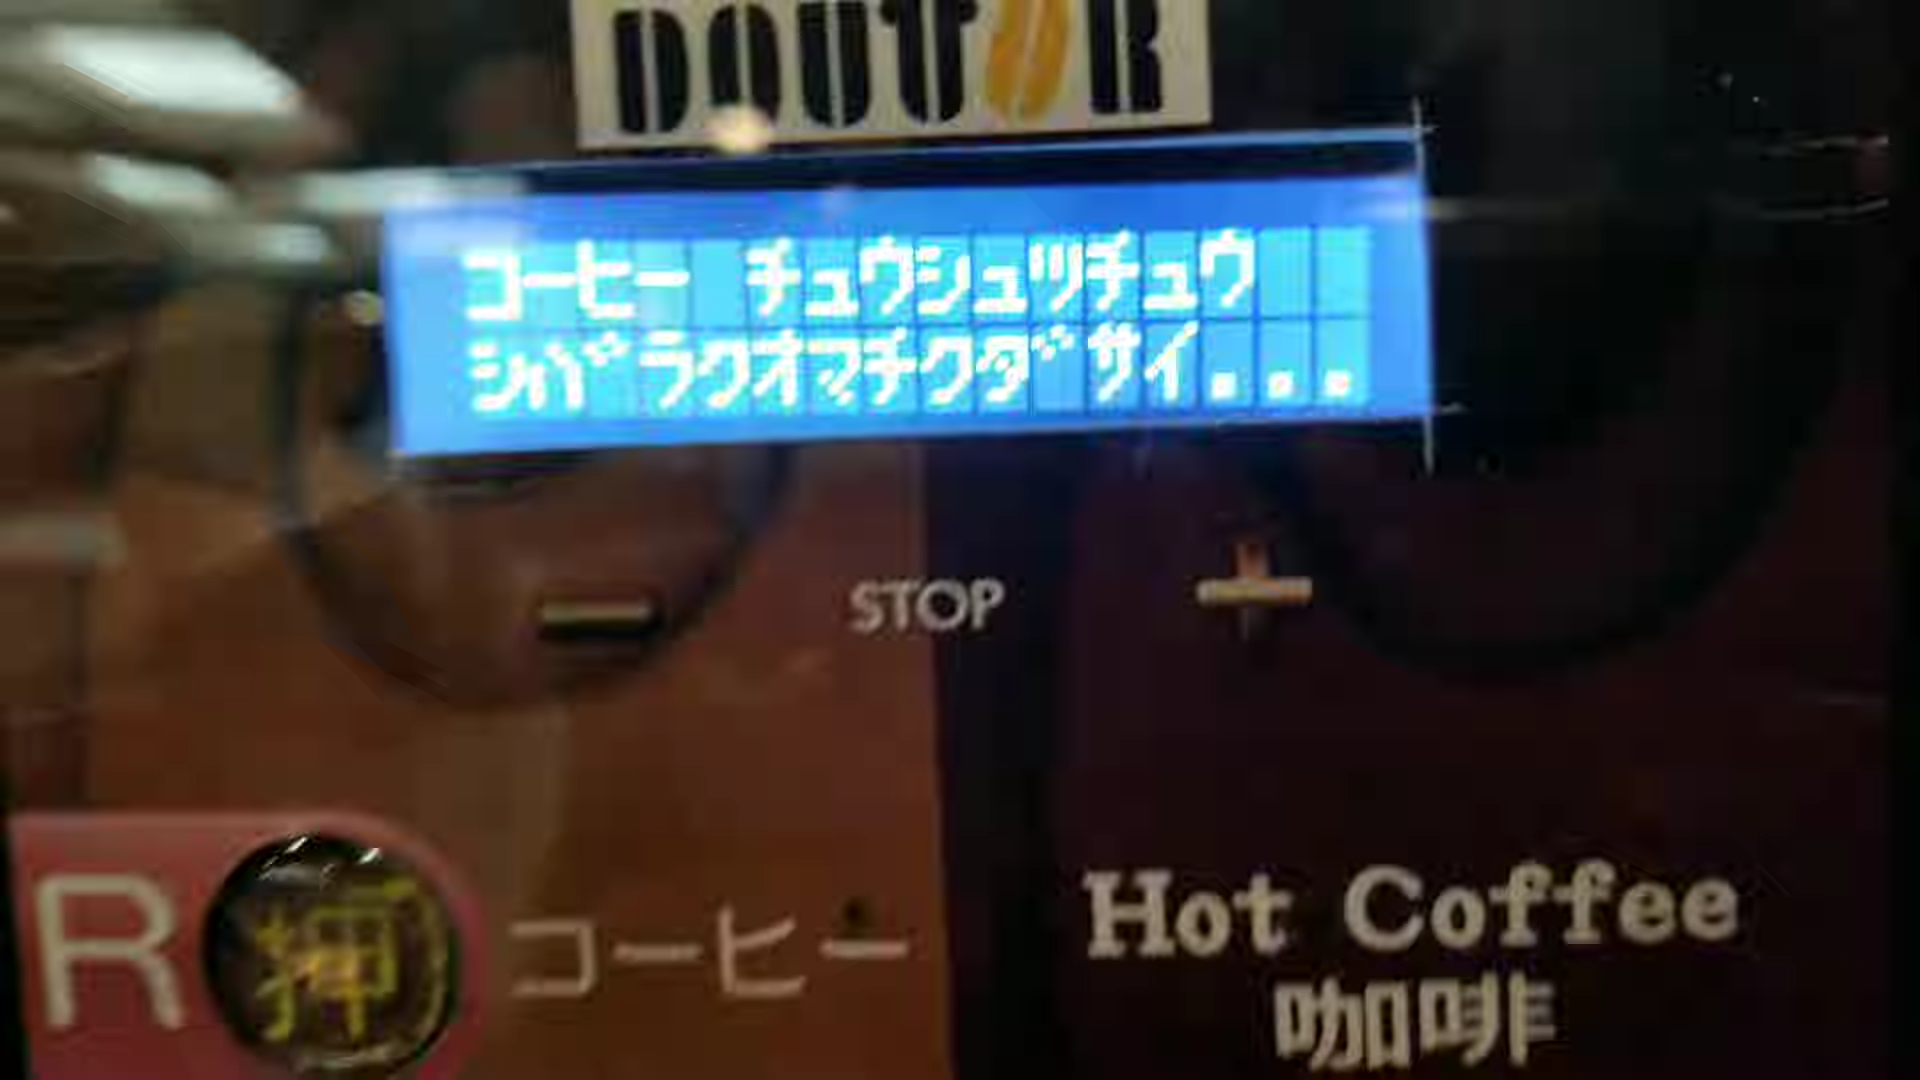 DOUTOR
コーヒー チュウシュツチュウ
シバラクオマチクダサイ...
STOP
R 押 コーヒー
Hot Coffee
咖啡